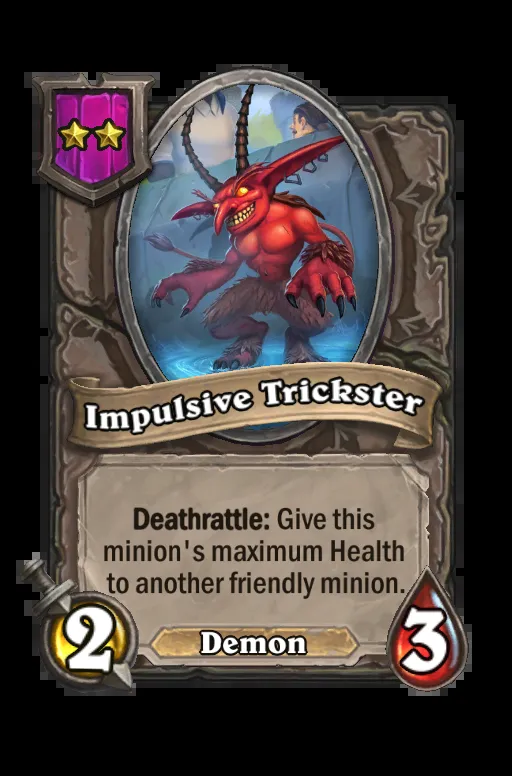 Impulsive Trickster
Deathrattle: Give this
minion's maximum Health
to another friendly minion.
2
Demon
3